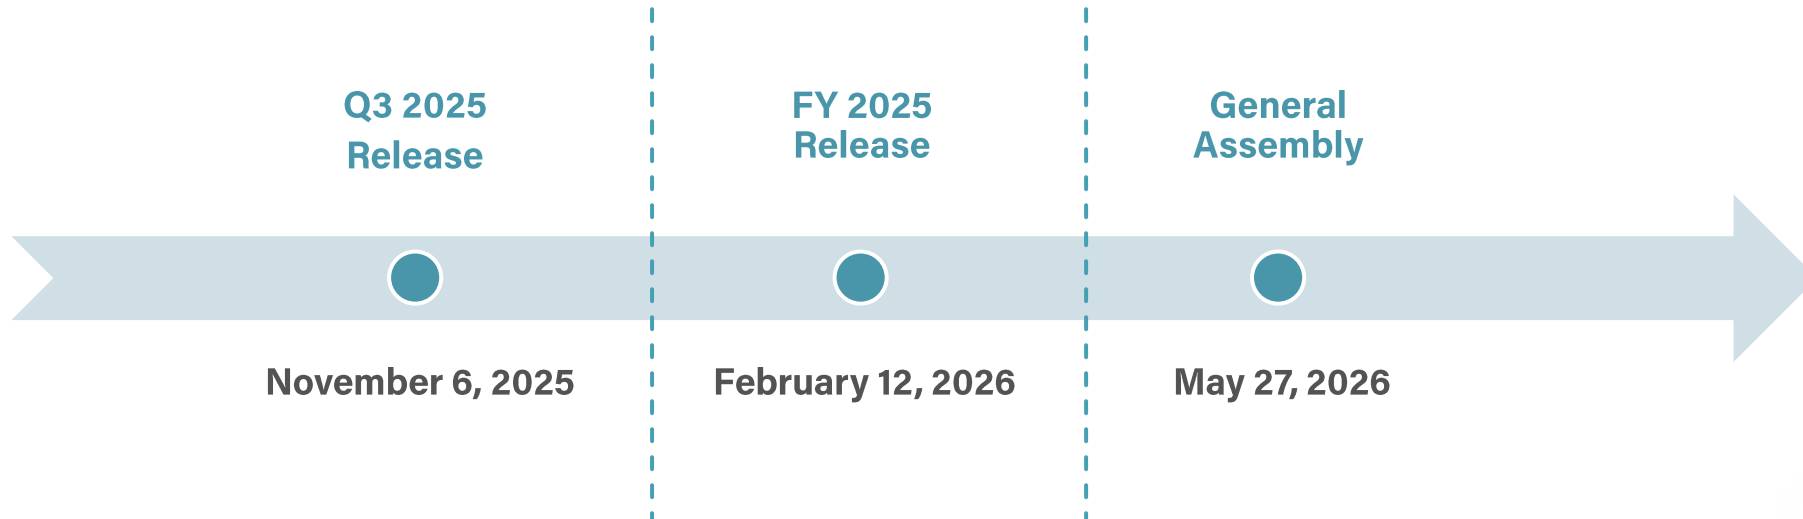 Q3 2025
Release
FY 2025
Release
General
Assembly
November 6, 2025
February 12, 2026
May 27, 2026